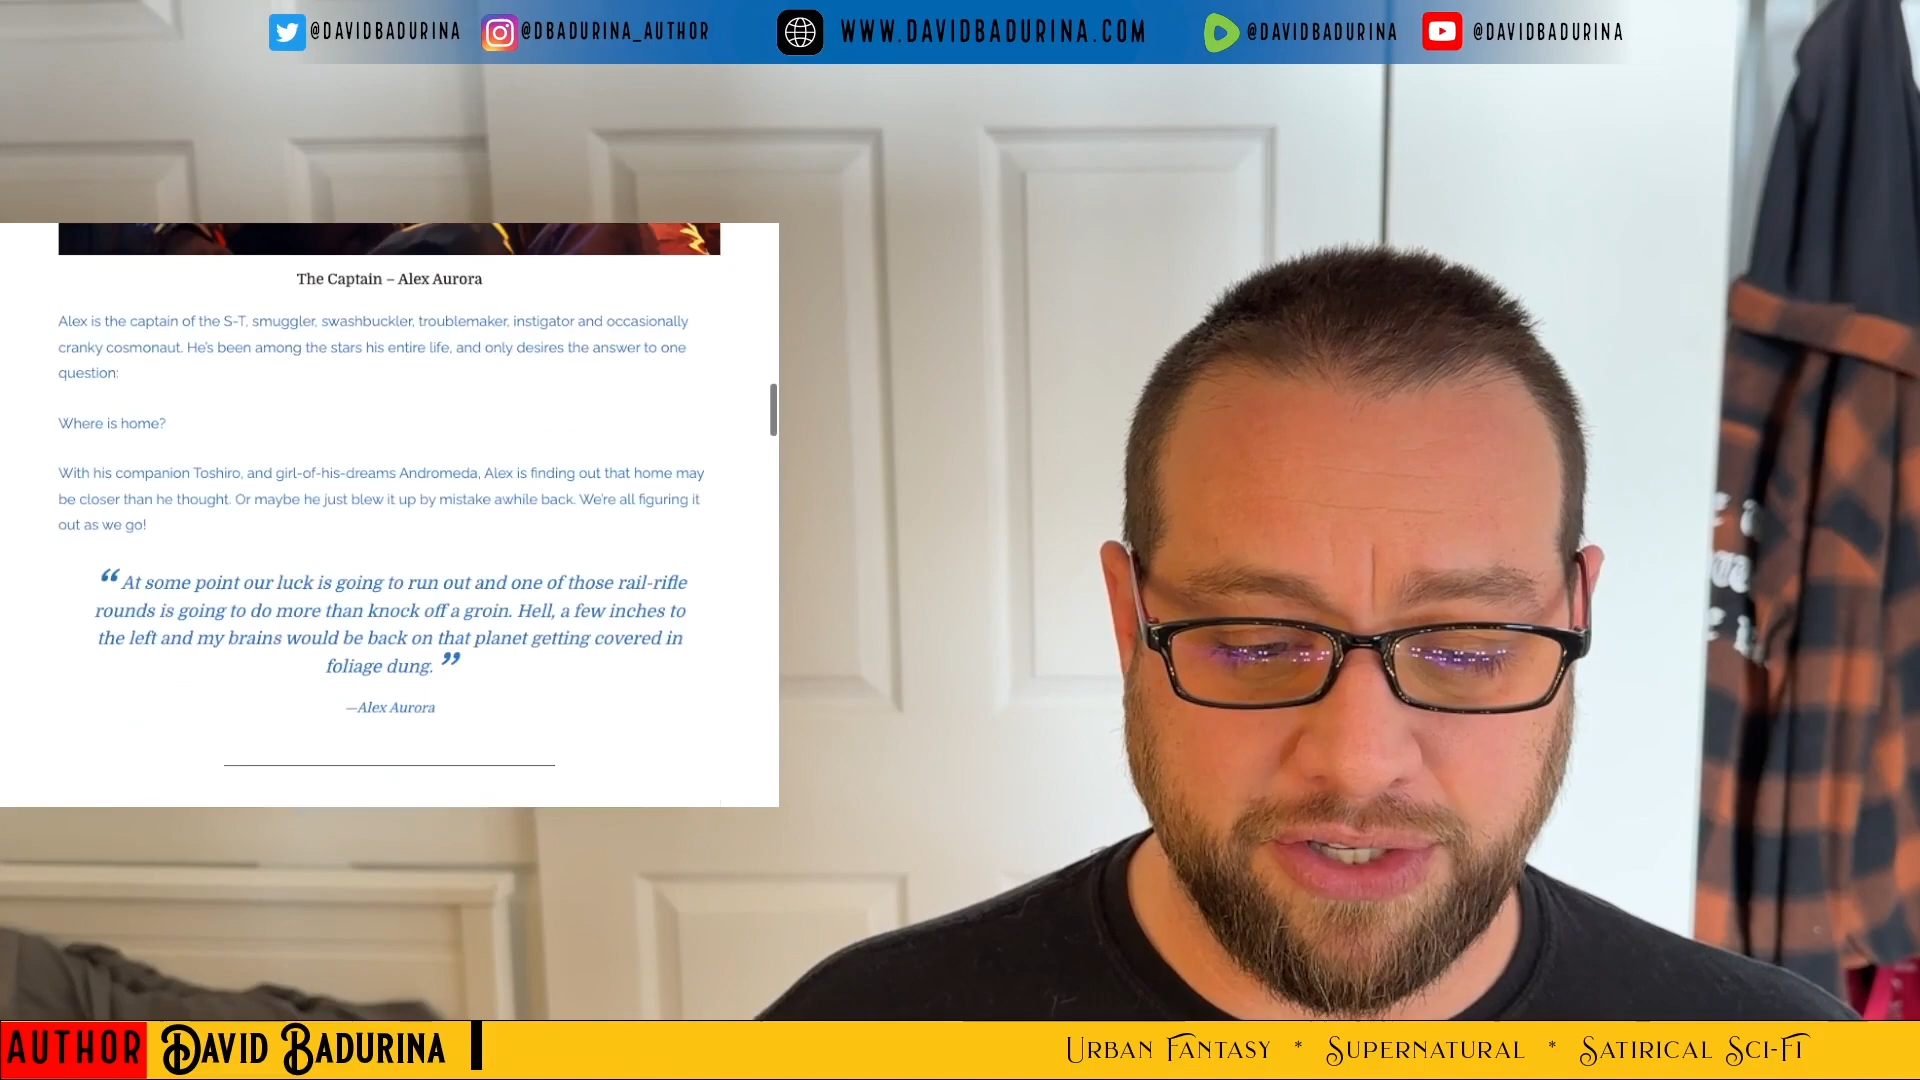 @DAVIDBADURINA @DBADURINA_AUTHOR WWW.DAVIDBADURINA.COM @DAVIDBADURINA @DAVIDBADURINA
The Captain – Alex Aurora
Alex is the captain of the S-T, smuggler, swashbuckler, troublemaker, instigator and occasionally
cranky cosmonaut. He's been among the stars his entire life, and only desires the answer to one
question:
Where is home?
With his companion Toshiro, and girl-of-his-dreams Andromeda, Alex is finding out that home may
be closer than he thought. Or maybe he just blew it up by mistake awhile back. We're all figuring it
out as we go!
“At some point our luck is going to run out and one of those rail-rifle
rounds is going to do more than knock off a groin. Hell, a few inches to
the left and my brains would be back on that planet getting covered in
foliage dung.”
—Alex Aurora
AUTHOR DAVID BADURINA
URBAN FANTASY * SUPERNATURAL * SATIRICAL SCI-FI